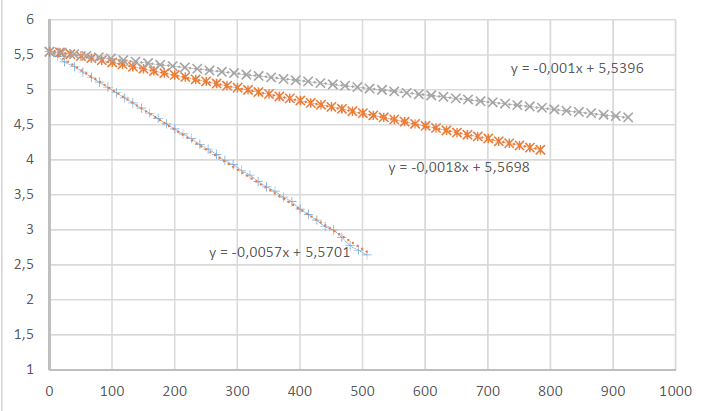 6
5,5
5
4,5
4
3,5
3
2,5
2
1,5
1
y = -0,001x + 5,5396
y = -0,0018x + 5,5698
y = -0,0057x + 5,5701
0 100 200 300 400 500 600 700 800 900 1000